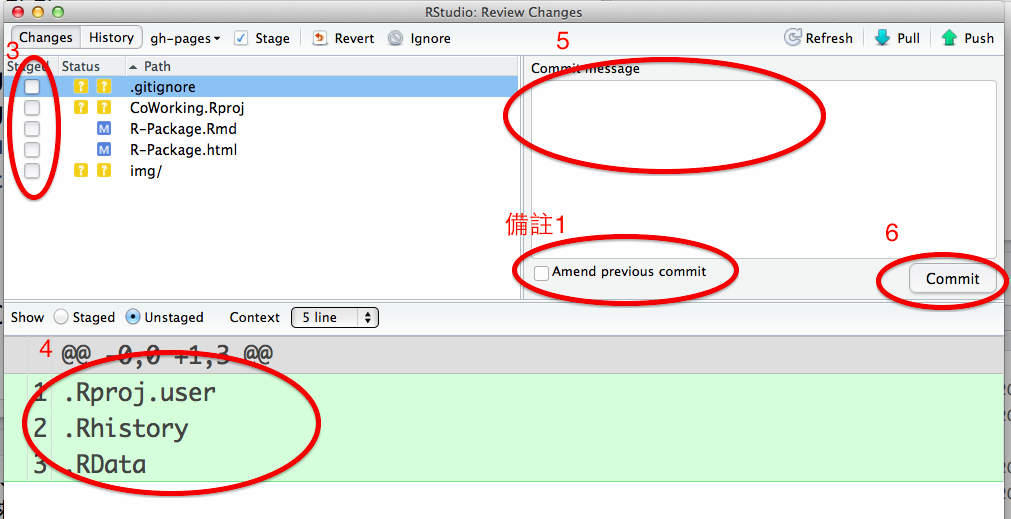 RStudio: Review Changes
Changes History gh-pages Stage Revert Ignore Refresh Pull Push
3 5
Staged Status Path Commit message
.gitignore
CoWorking.Rproj
M R-Package.Rmd
M R-Package.html
img/
備註1
6
Amend previous commit Commit
Show Staged Unstaged Context 5 line
4 @@ -0,0 +1,3 @@
1 .Rproj.user
2 .Rhistory
3 .RData